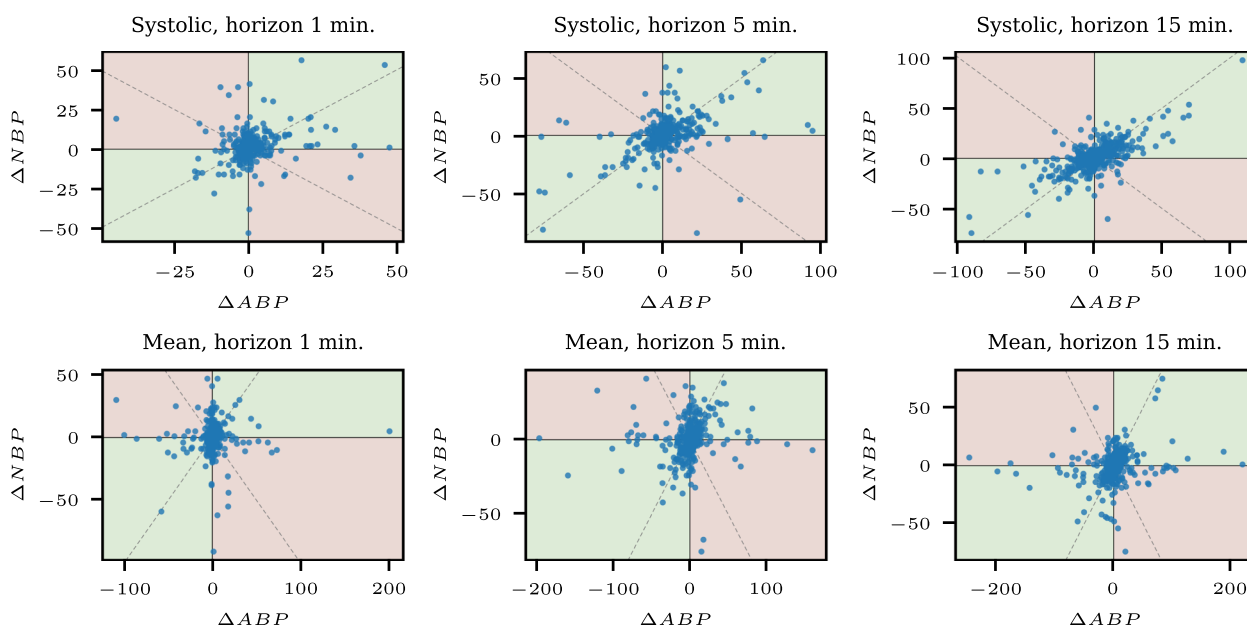 Systolic, horizon 1 min.
Systolic, horizon 5 min.
Systolic, horizon 15 min.
50
25
0
−25
−50
ΔNBP
−25
0
25
50
ΔABP
50
0
−50
ΔNBP
−50
0
50
100
ΔABP
100
50
0
−50
ΔNBP
−100
−50
0
50
100
ΔABP
Mean, horizon 1 min.
Mean, horizon 5 min.
Mean, horizon 15 min.
50
0
−50
ΔNBP
−100
0
100
200
ΔABP
0
−50
ΔNBP
−200
−100
0
100
ΔABP
50
0
−50
ΔNBP
−200
0
200
ΔABP